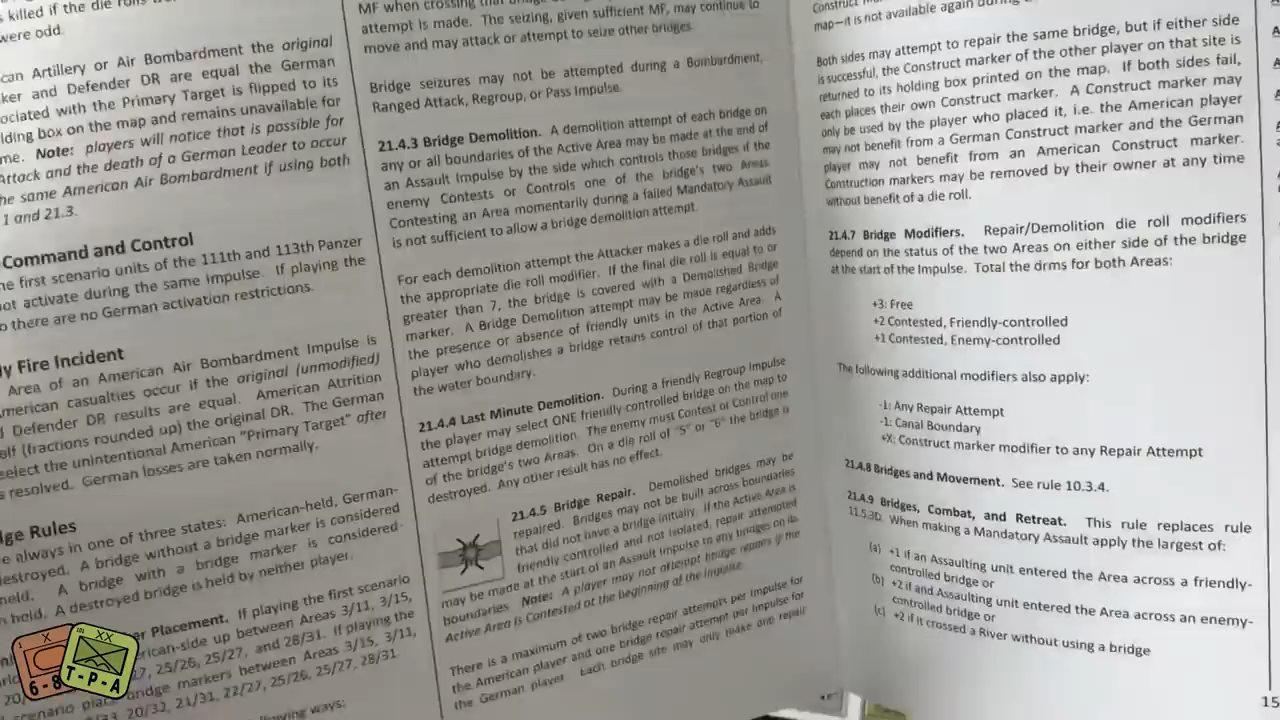 were odd.
can Artillery or Air Bombardment the original
ker and Defender DR are equal the German
ociated with the Primary Target is flipped to its
lding box on the map and remains unavailable for
me. Note: players will notice that is possible for
Attack and the death of a German Leader to occur
he same American Air Bombardment if using both
1 and 21.3.
Command and Control
he first scenario units of the 111th and 113th Panzer
not activate during the same impulse. If playing the
o there are no German activation restrictions.
ly Fire Incident
Area of an American Air Bombardment Impulse is
merican casualties occur if the original (unmodified)
d Defender DR results are equal. American Attrition
lf (fractions rounded up) the original DR. The German
select the unintentional American "Primary Target" after
s resolved. German losses are taken normally.
dge Rules
e always in one of three states: American-held, German-
destroyed. A bridge without a bridge marker is considered
held. A bridge with a bridge marker is considered
held. A destroyed bridge is held by neither player.
er Placement. If playing the first scenario
rican-side up between Areas 3/11, 3/15,
7, 25/26, 25/27, and 28/31. If playing the
scenario place bridge markers between Areas 3/15, 3/11,
20/32, 21/31, 22/27, 25/26, 25/27, 28/31
MF when crossing that
attempt is made. The seizing, given sufficient MF, may continue to
move and may attack or attempt to seize other bridges.
Bridge seizures may not be attempted during a Bombardment,
Ranged Attack, Regroup, or Pass Impulse.
21.4.3 Bridge Demolition. A demolition attempt of each bridge on
any or all boundaries of the Active Area may be made at the end of
an Assault Impulse by the side which controls those bridges if the
enemy Contests or Controls one of the bridge's two Areas.
Contesting an Area momentarily during a failed Mandatory Assault
is not sufficient to allow a bridge demolition attempt.
For each demolition attempt the Attacker makes a die roll and adds
the appropriate die roll modifier. If the final die roll is equal to or
greater than 7, the bridge is covered with a Demolished Bridge
marker. A Bridge Demolition attempt may be made regardless of
the presence or absence of friendly units in the Active Area. A
player who demolishes a bridge retains control of that portion of
the water boundary.
21.4.4 Last Minute Demolition. During a friendly Regroup Impulse
the player may select ONE friendly controlled bridge on the map to
attempt bridge demolition. The enemy must Contest or Control one
of the bridge's two Areas. On a die roll of "5" or "6" the bridge is
destroyed. Any other result has no effect.
21.4.5 Bridge Repair. Demolished bridges may be
repaired. Bridges may not be built across boundaries
that did not have a bridge initially. If the Active Area is
friendly controlled and not isolated, repair attempted
may be made at the start of an Assault Impulse to any bridges on its
boundaries Note: A player may not attempt bridge repairs if the
Active Area is Contested at the beginning of the Impulse.
There is a maximum of two bridge repair attempts per Impulse for
the American player and one bridge repair attempt per Impulse for
the German player. Each bridge site may only make one repair
map—it is not available again during
Both sides may attempt to repair the same bridge, but if either side
is successful, the Construct marker of the other player on that site is
returned to its holding box printed on the map. If both sides fail,
each places their own Construct marker. A Construct marker may
only be used by the player who placed it, i.e. the American player
may not benefit from a German Construct marker and the German
player may not benefit from an American Construct marker.
Construction markers may be removed by their owner at any time
without benefit of a die roll.
21.4.7 Bridge Modifiers. Repair/Demolition die roll modifiers
depend on the status of the two Areas on either side of the bridge
at the start of the Impulse. Total the drms for both Areas:
+3: Free
+2 Contested, Friendly-controlled
+1 Contested, Enemy-controlled
The following additional modifiers also apply:
-1: Any Repair Attempt
-1: Canal Boundary
+X: Construct marker modifier to any Repair Attempt
21.4.8 Bridges and Movement. See rule 10.3.4.
21.4.9 Bridges, Combat, and Retreat. This rule replaces rule
11.5.3D. When making a Mandatory Assault apply the largest of:
(a) +1 if an Assaulting unit entered the Area across a friendly-
controlled bridge or
(b) +2 if and Assaulting unit entered the Area across an enemy-
controlled bridge or
(c) +2 if it crossed a River without using a bridge
15
6-8
XX
T-P-A